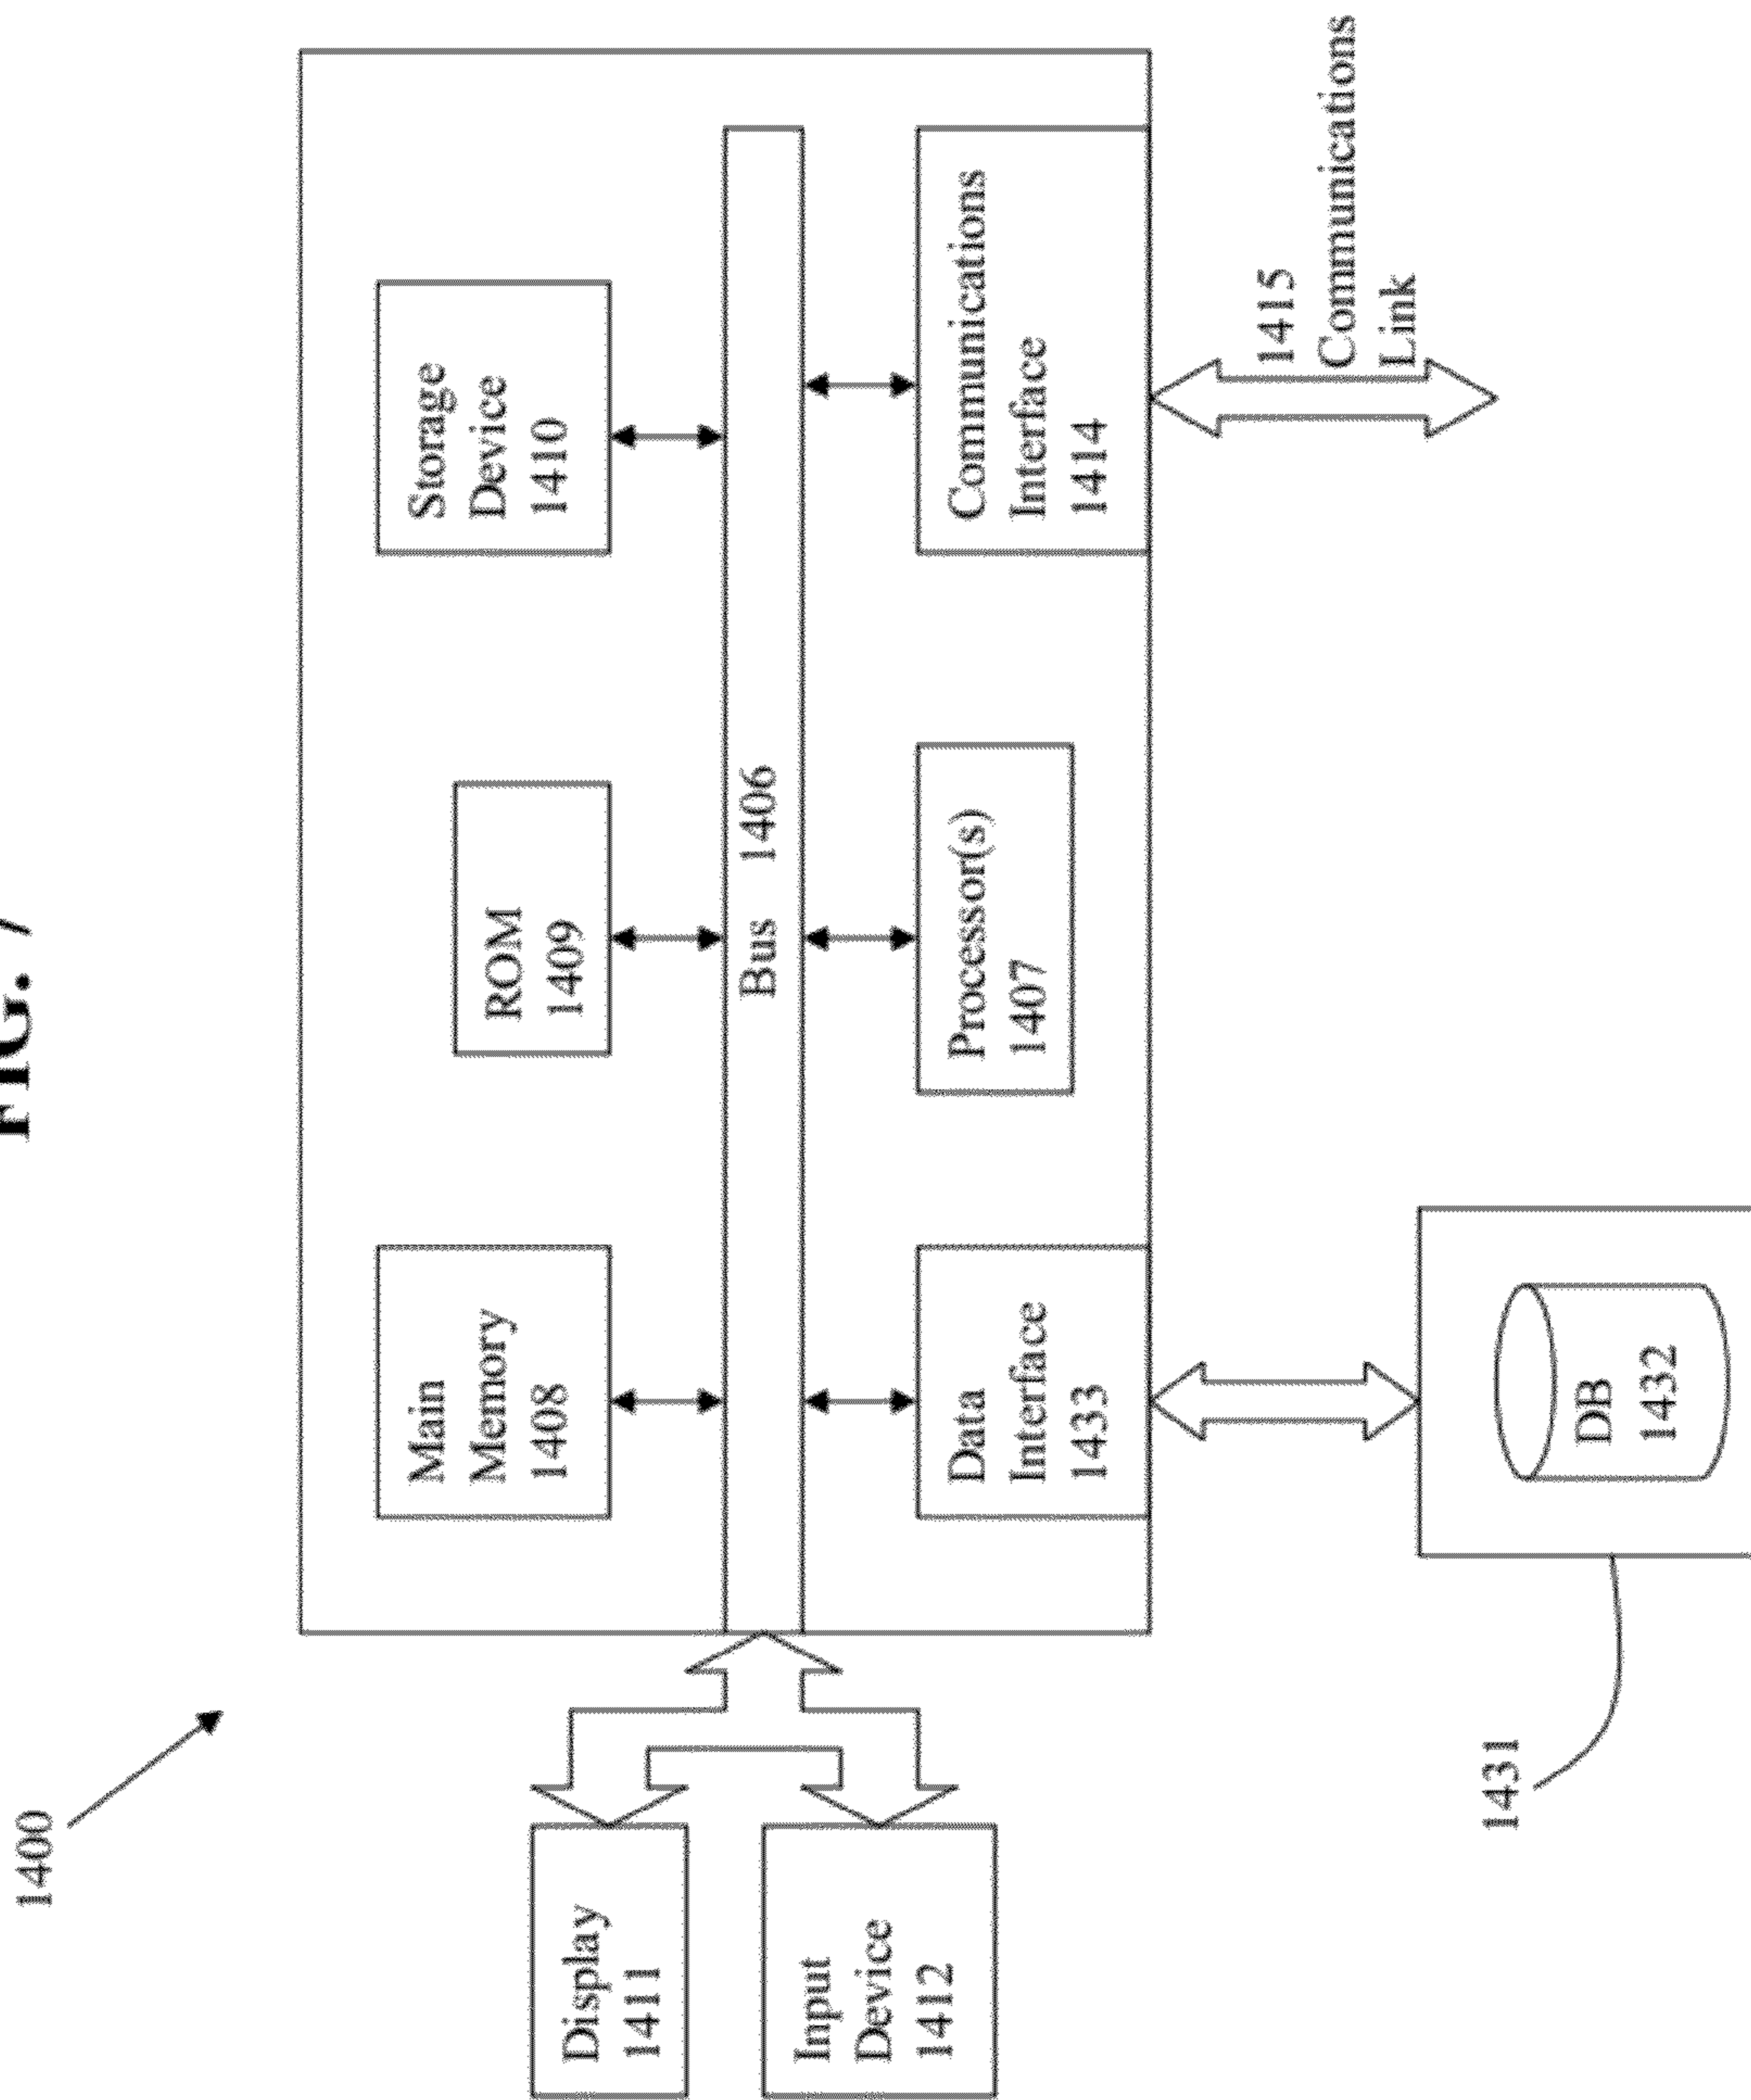 FIG. 7
1400
Main
Memory
1408
ROM
1409
Storage
Device
1410
Display
1411
Bus 1406
Input
Device
1412
Data
Interface
1433
Processor(s)
1407
Communications
Interface
1414
1415
Communications
Link
1431
DB
1432